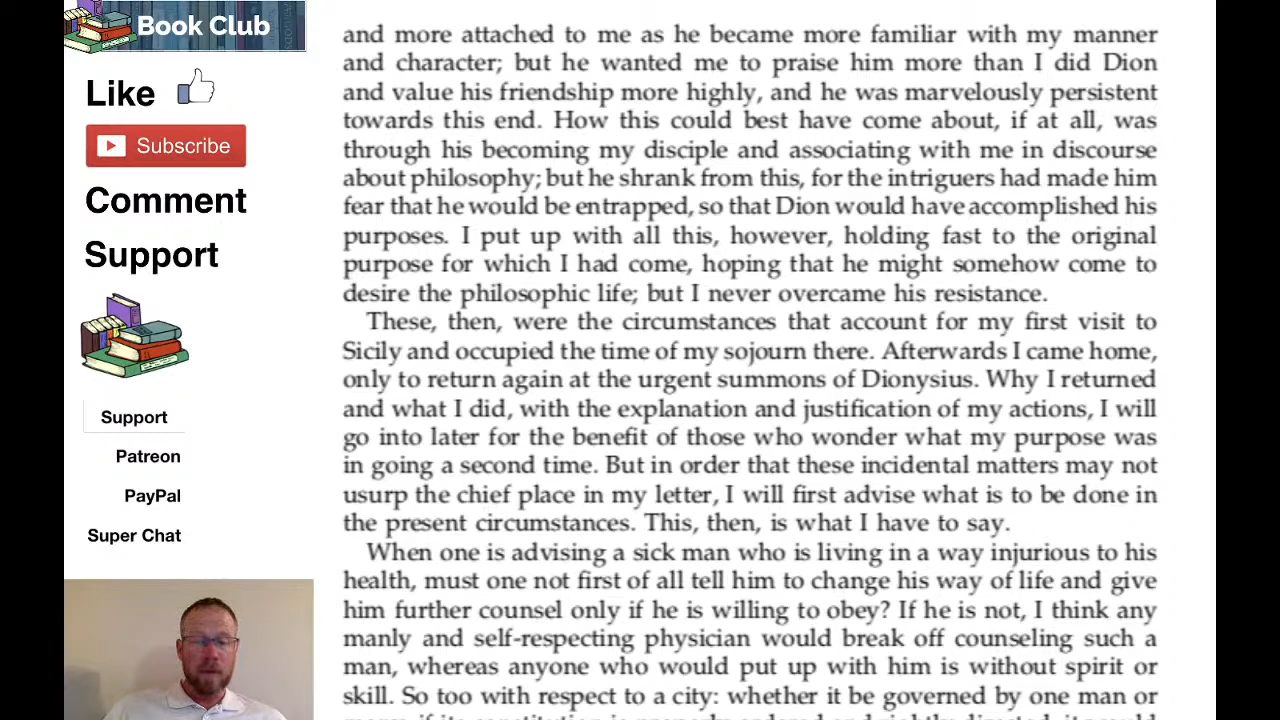 Book Club
Like
Subscribe
Comment
Support
Support
Patreon
PayPal
Super Chat
and more attached to me as he became more familiar with my manner
and character; but he wanted me to praise him more than I did Dion
and value his friendship more highly, and he was marvelously persistent
towards this end. How this could best have come about, if at all, was
through his becoming my disciple and associating with me in discourse
about philosophy; but he shrank from this, for the intriguers had made him
fear that he would be entrapped, so that Dion would have accomplished his
purposes. I put up with all this, however, holding fast to the original
purpose for which I had come, hoping that he might somehow come to
desire the philosophic life; but I never overcame his resistance.
These, then, were the circumstances that account for my first visit to
Sicily and occupied the time of my sojourn there. Afterwards I came home,
only to return again at the urgent summons of Dionysius. Why I returned
and what I did, with the explanation and justification of my actions, I will
go into later for the benefit of those who wonder what my purpose was
in going a second time. But in order that these incidental matters may not
usurp the chief place in my letter, I will first advise what is to be done in
the present circumstances. This, then, is what I have to say.
When one is advising a sick man who is living in a way injurious to his
health, must one not first of all tell him to change his way of life and give
him further counsel only if he is willing to obey? If he is not, I think any
manly and self-respecting physician would break off counseling such a
man, whereas anyone who would put up with him is without spirit or
skill. So too with respect to a city: whether it be governed by one man or